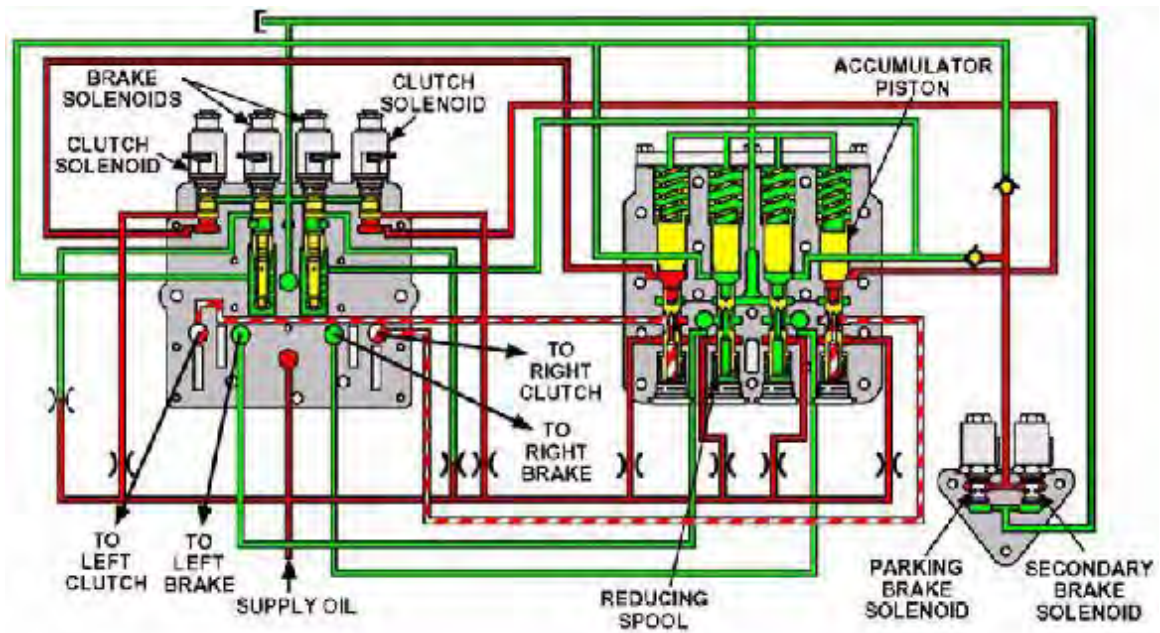 BRAKE
SOLENOIDS
CLUTCH
SOLENOID
CLUTCH
SOLENOID
ACCUMULATOR
PISTON
TO
RIGHT
CLUTCH
TO
RIGHT
BRAKE
TO
LEFT
CLUTCH
TO
LEFT
BRAKE
SUPPLY OIL
REDUCING
SPOOL
PARKING
BRAKE
SOLENOID
SECONDARY
BRAKE
SOLENOID